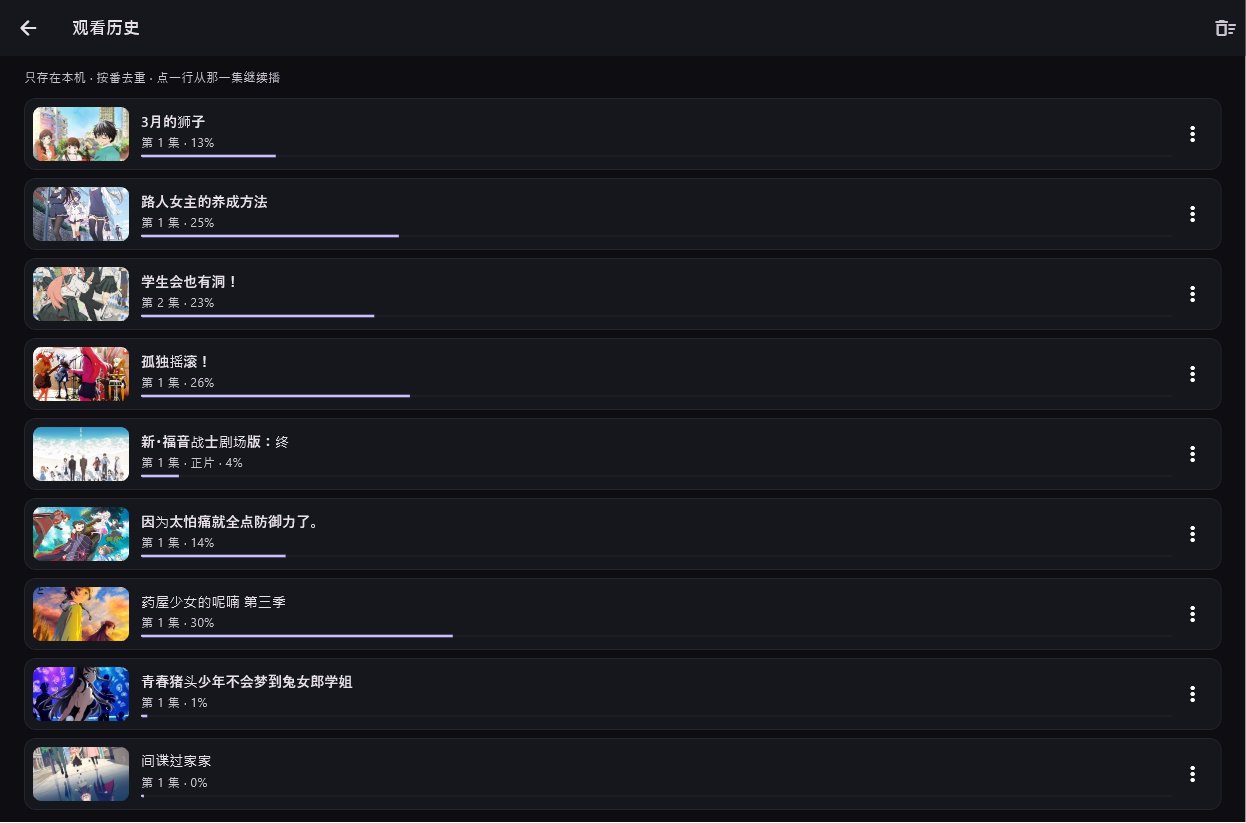 观看历史
只存在本机 · 按番去重 · 点一行从那一集继续播
3月的狮子
第 1 集 · 13%
路人女主的养成方法
第 1 集 · 25%
学生会也有洞！
第 2 集 · 23%
孤独摇滚！
第 1 集 · 26%
新·福音战士剧场版：终
第 1 集 · 正片 · 4%
因为太怕痛就全点防御力了。
第 1 集 · 14%
药屋少女的呢喃 第三季
第 1 集 · 30%
青春猪头少年不会梦到兔女郎学姐
第 1 集 · 1%
间谍过家家
第 1 集 · 0%